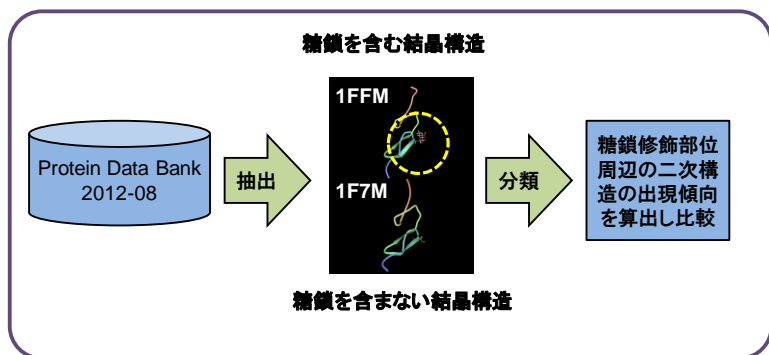 糖鎖を含む結晶構造
1FFM
Protein Data Bank
2012-08
抽出
1F7M
分類
糖鎖修飾部位
周辺の二次構
造の出現傾向
を算出し比較
糖鎖を含まない結晶構造